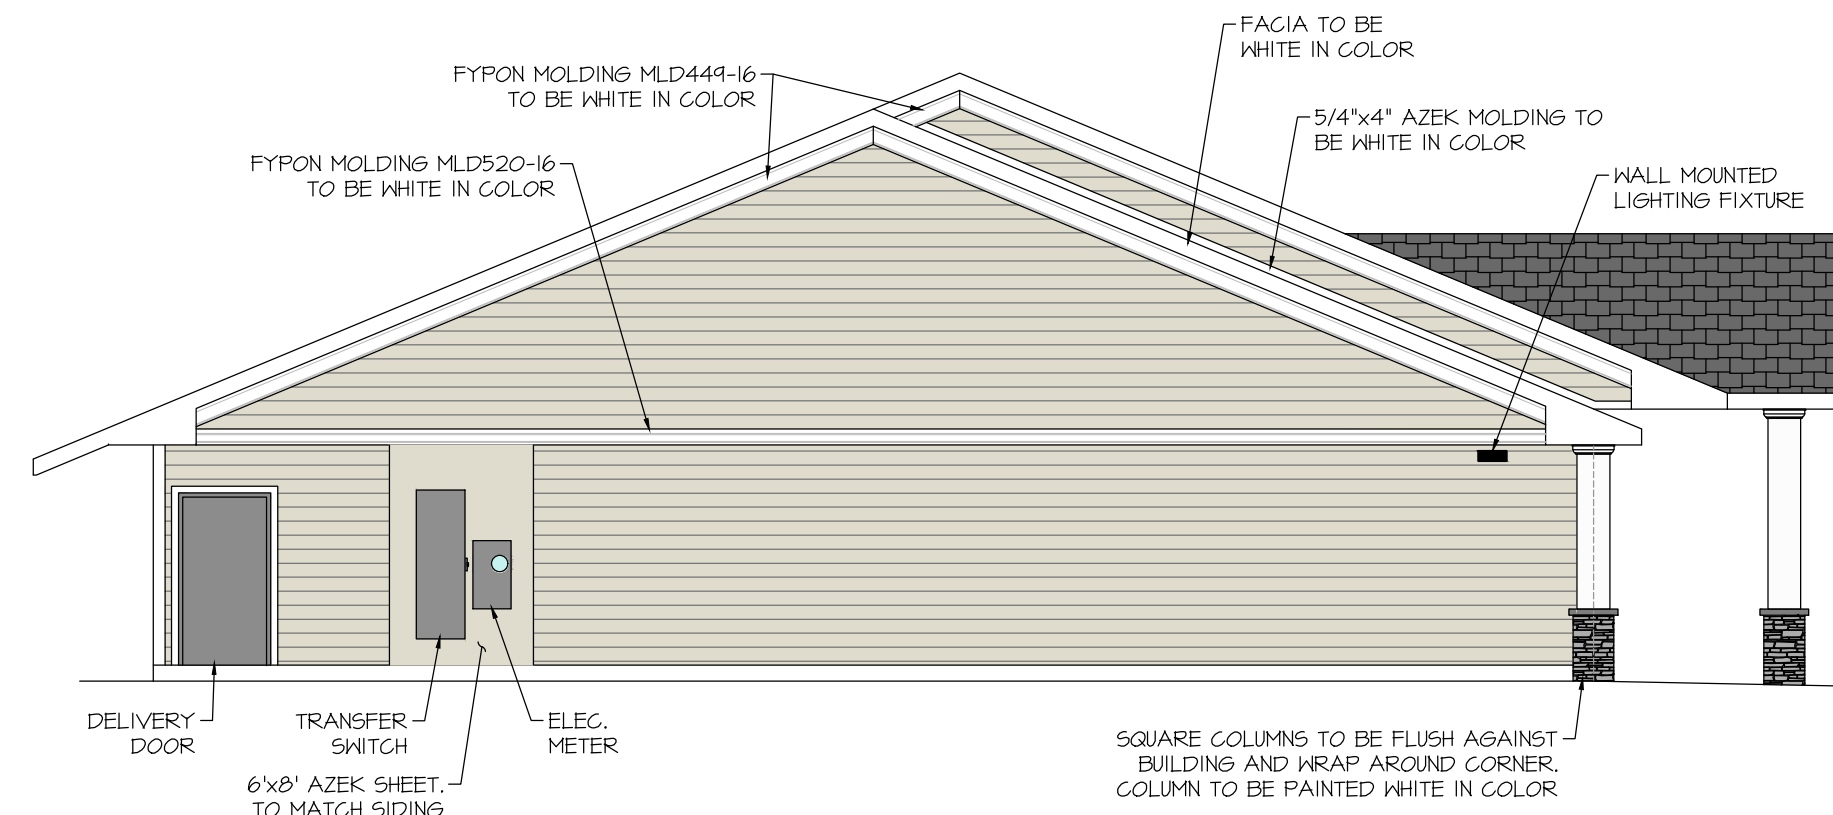 FACIA TO BE
WHITE IN COLOR
FYPON MOLDING MLD449-16
TO BE WHITE IN COLOR
5/4"x4" AZEK MOLDING TO
BE WHITE IN COLOR
FYPON MOLDING MLD520-16
TO BE WHITE IN COLOR
WALL MOUNTED
LIGHTING FIXTURE
DELIVERY
DOOR
TRANSFER
SWITCH
ELEC.
METER
6'x8' AZEK SHEET.
TO MATCH SIDING
SQUARE COLUMNS TO BE FLUSH AGAINST
BUILDING AND WRAP AROUND CORNER.
COLUMN TO BE PAINTED WHITE IN COLOR